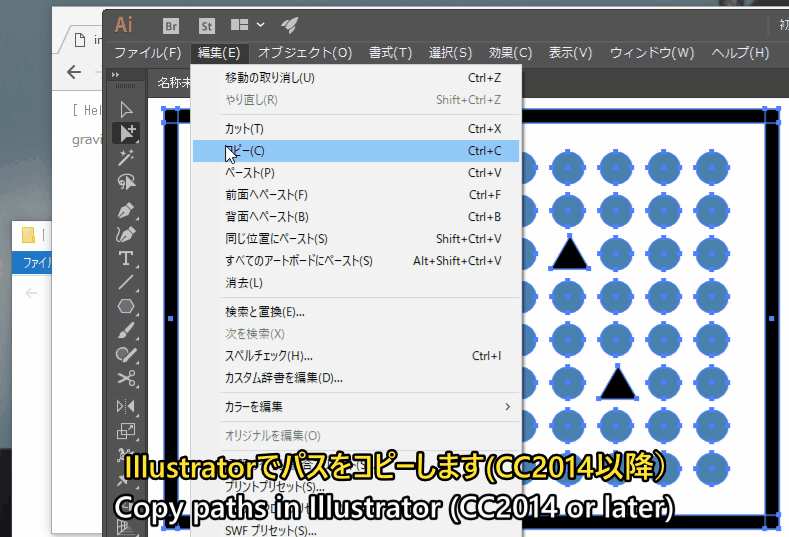 Ai Br St
ファイル(F) 編集(E) オブジェクト(O) 書式(T) 選択(S) 効果(C) 表示(V) ウィンドウ(W) ヘルプ(H)
名称未
[ Hel
gravi
ファイル
移動の取り消し(U) Ctrl+Z
やり直し(R) Shift+Ctrl+Z
カット(T) Ctrl+X
コピー(C) Ctrl+C
ペースト(P) Ctrl+V
前面へペースト(F) Ctrl+F
背面へペースト(B) Ctrl+B
同じ位置にペースト(S) Shift+Ctrl+V
すべてのアートボードにペースト(S) Alt+Shift+Ctrl+V
消去(L)
検索と置換(E)...
次を検索(X)
スペルチェック(H)... Ctrl+I
カスタム辞書を編集(D)...
カラーを編集
オリジナルを編集(O)
プリントプリセット(S)...
SWF プリセット(S)...
Illustratorでパスをコピーします(CC2014以降)
Copy paths in Illustrator (CC2014 or later)